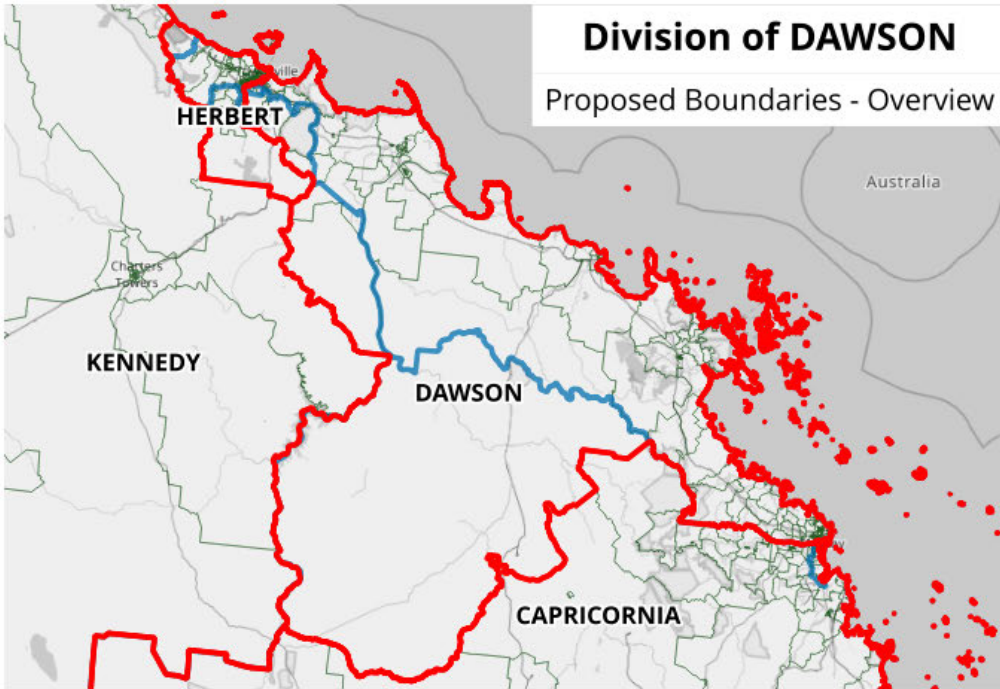 Division of DAWSON
Proposed Boundaries - Overview
HERBERT
Australia
Charters
Towers
KENNEDY
DAWSON
CAPRICORNIA